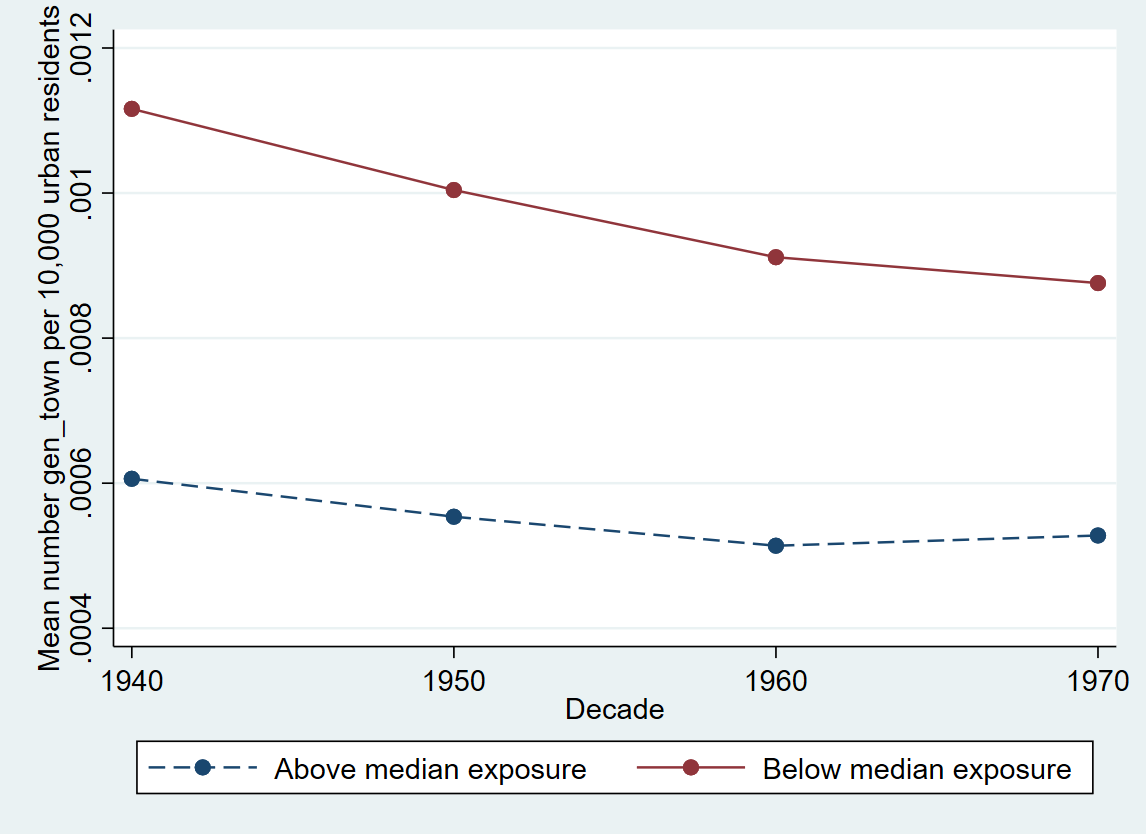 Mean number gen_town per 10,000 urban residents
.0012
.001
.0008
.0006
.0004
1940 1950 1960 1970
Decade
Above median exposure Below median exposure